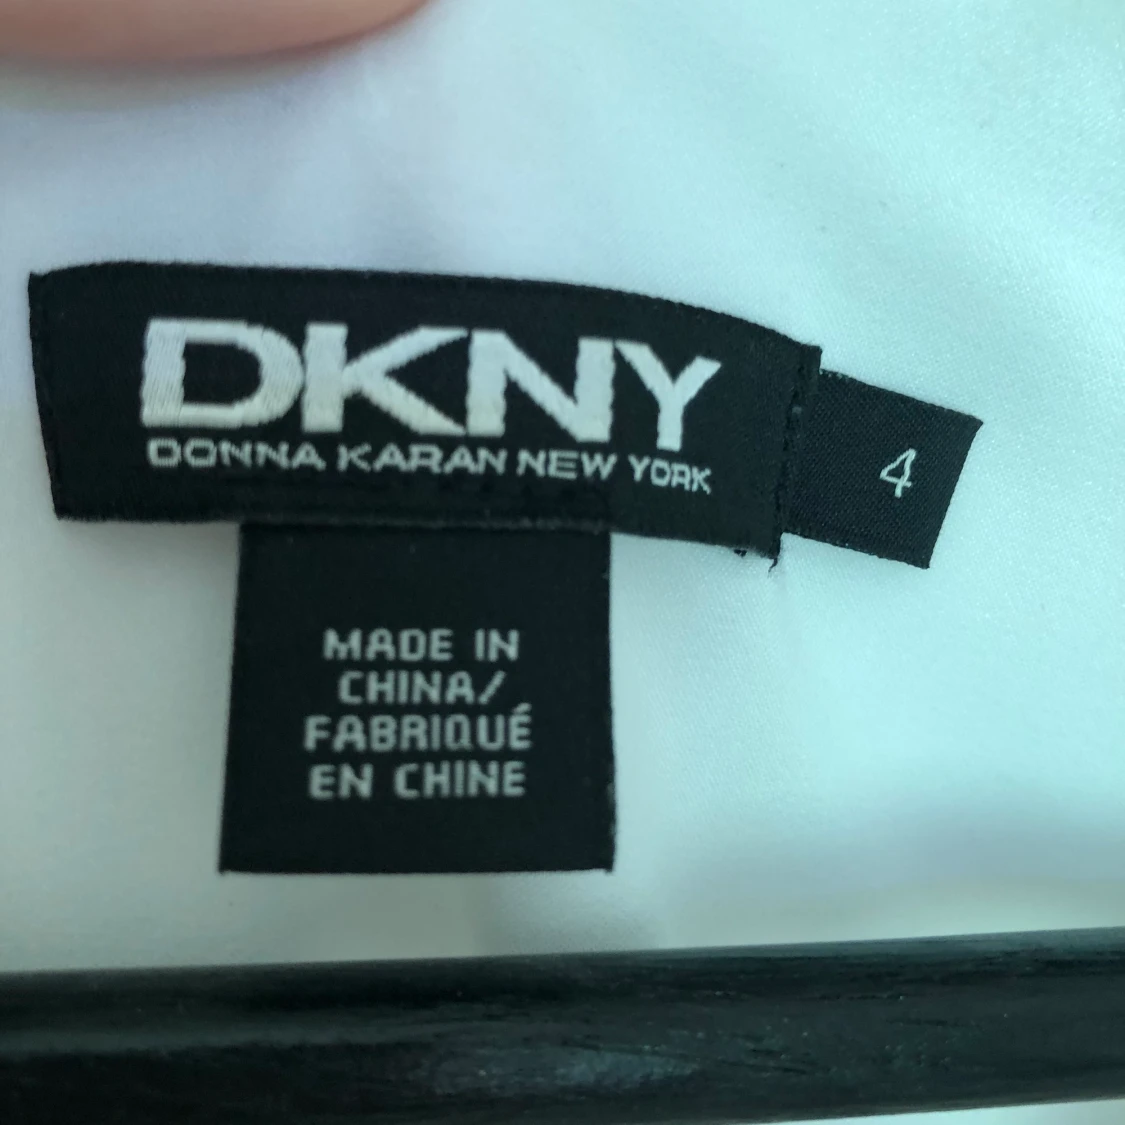 DKNY
DONNA KARAN NEW YORK
4
MADE IN
CHINA/
FABRIQUÉ
EN CHINE